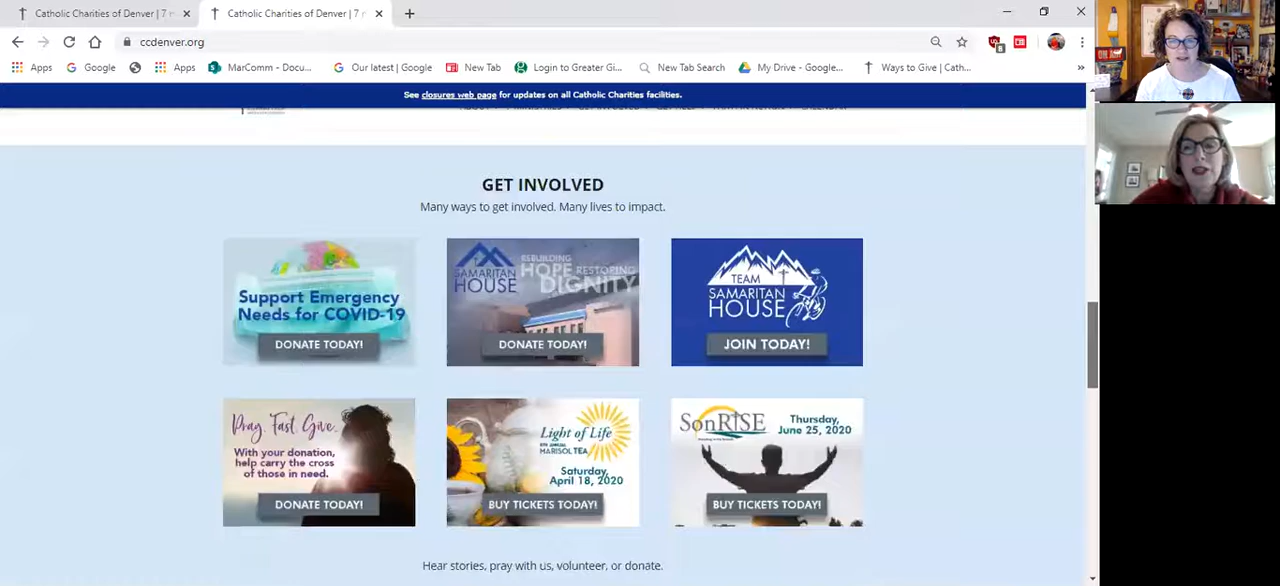 Catholic Charities of Denver | 7 m
Catholic Charities of Denver | 7 m
ccdenver.org
Apps
Google
Apps
MarComm - Docu...
Our latest | Google
New Tab
Login to Greater Gi...
New Tab Search
My Drive - Google...
Ways to Give | Cath...
»
See closures web page for updates on all Catholic Charities facilities.
GET INVOLVED
Many ways to get involved. Many lives to impact.
Support Emergency
Needs for COVID-19
DONATE TODAY!
SAMARITAN
HOUSE
REBUILDING
HOPE RESTORING
DIGNITY
DONATE TODAY!
TEAM
SAMARITAN
HOUSE
JOIN TODAY!
Pray. Fast. Give.
With your donation,
help carry the cross
of those in need.
DONATE TODAY!
Light of Life
MARISOL TEA
Saturday,
April 18, 2020
BUY TICKETS TODAY!
SonRISE
Thursday,
June 25, 2020
BUY TICKETS TODAY!
Hear stories, pray with us, volunteer, or donate.